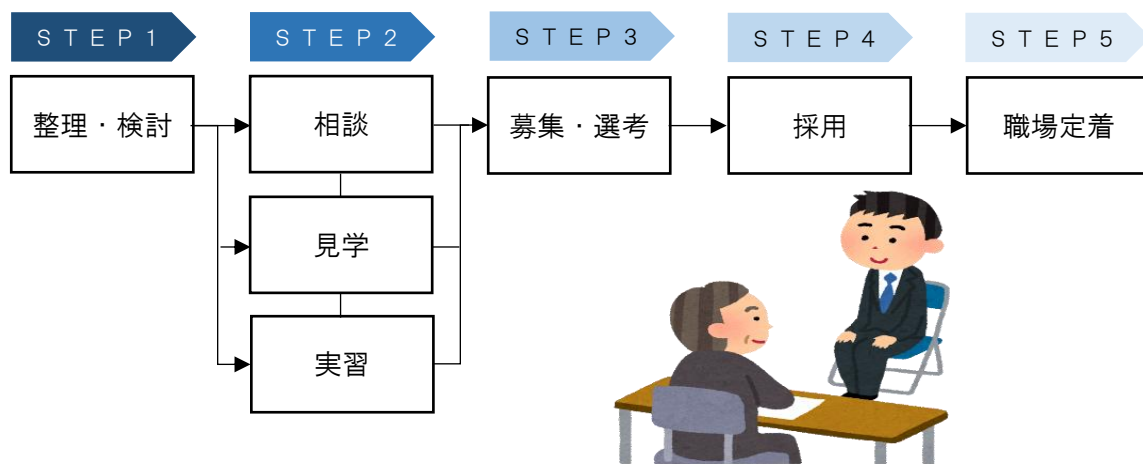 ＳＴＥＰ１
ＳＴＥＰ２
ＳＴＥＰ３
ＳＴＥＰ４
ＳＴＥＰ５
整理・検討
相談
募集・選考
採用
職場定着
見学
実習